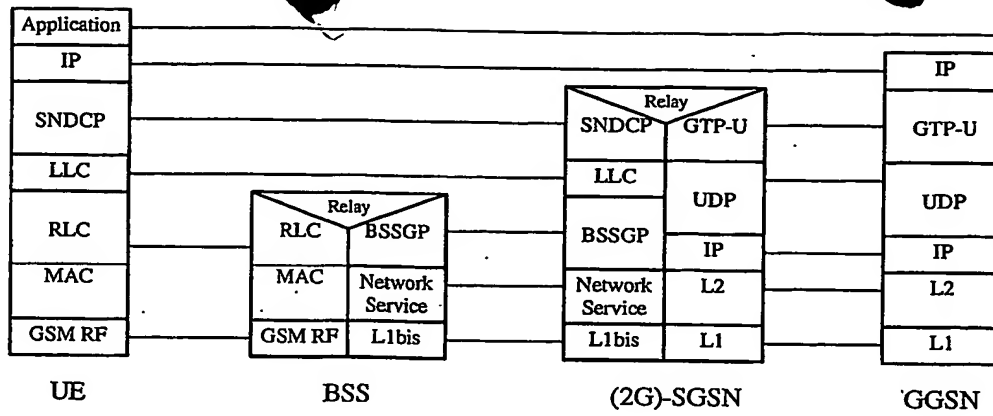 Application
IP
SNDCP
LLC
RLC
MAC
GSM RF
UE
Relay
RLC BSSGP
MAC Network
Service
GSM RF L1bis
BSS
Relay
SNDCP GTP-U
LLC
UDP
BSSGP
IP
Network L2
Service
L1bis L1
(2G)-SGSN
IP
GTP-U
UDP
IP
L2
L1
GGSN